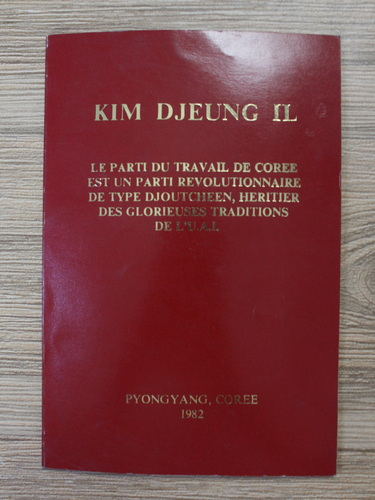 KIM DJEUNG IL
LE PARTI DU TRAVAIL DE COREE
EST UN PARTI REVOLUTIONNAIRE
DE TYPE DJOUTCHEEN, HERITIER
DES GLORIEUSES TRADITIONS
DE L'U.A.I.
PYONGYANG, COREE
1982